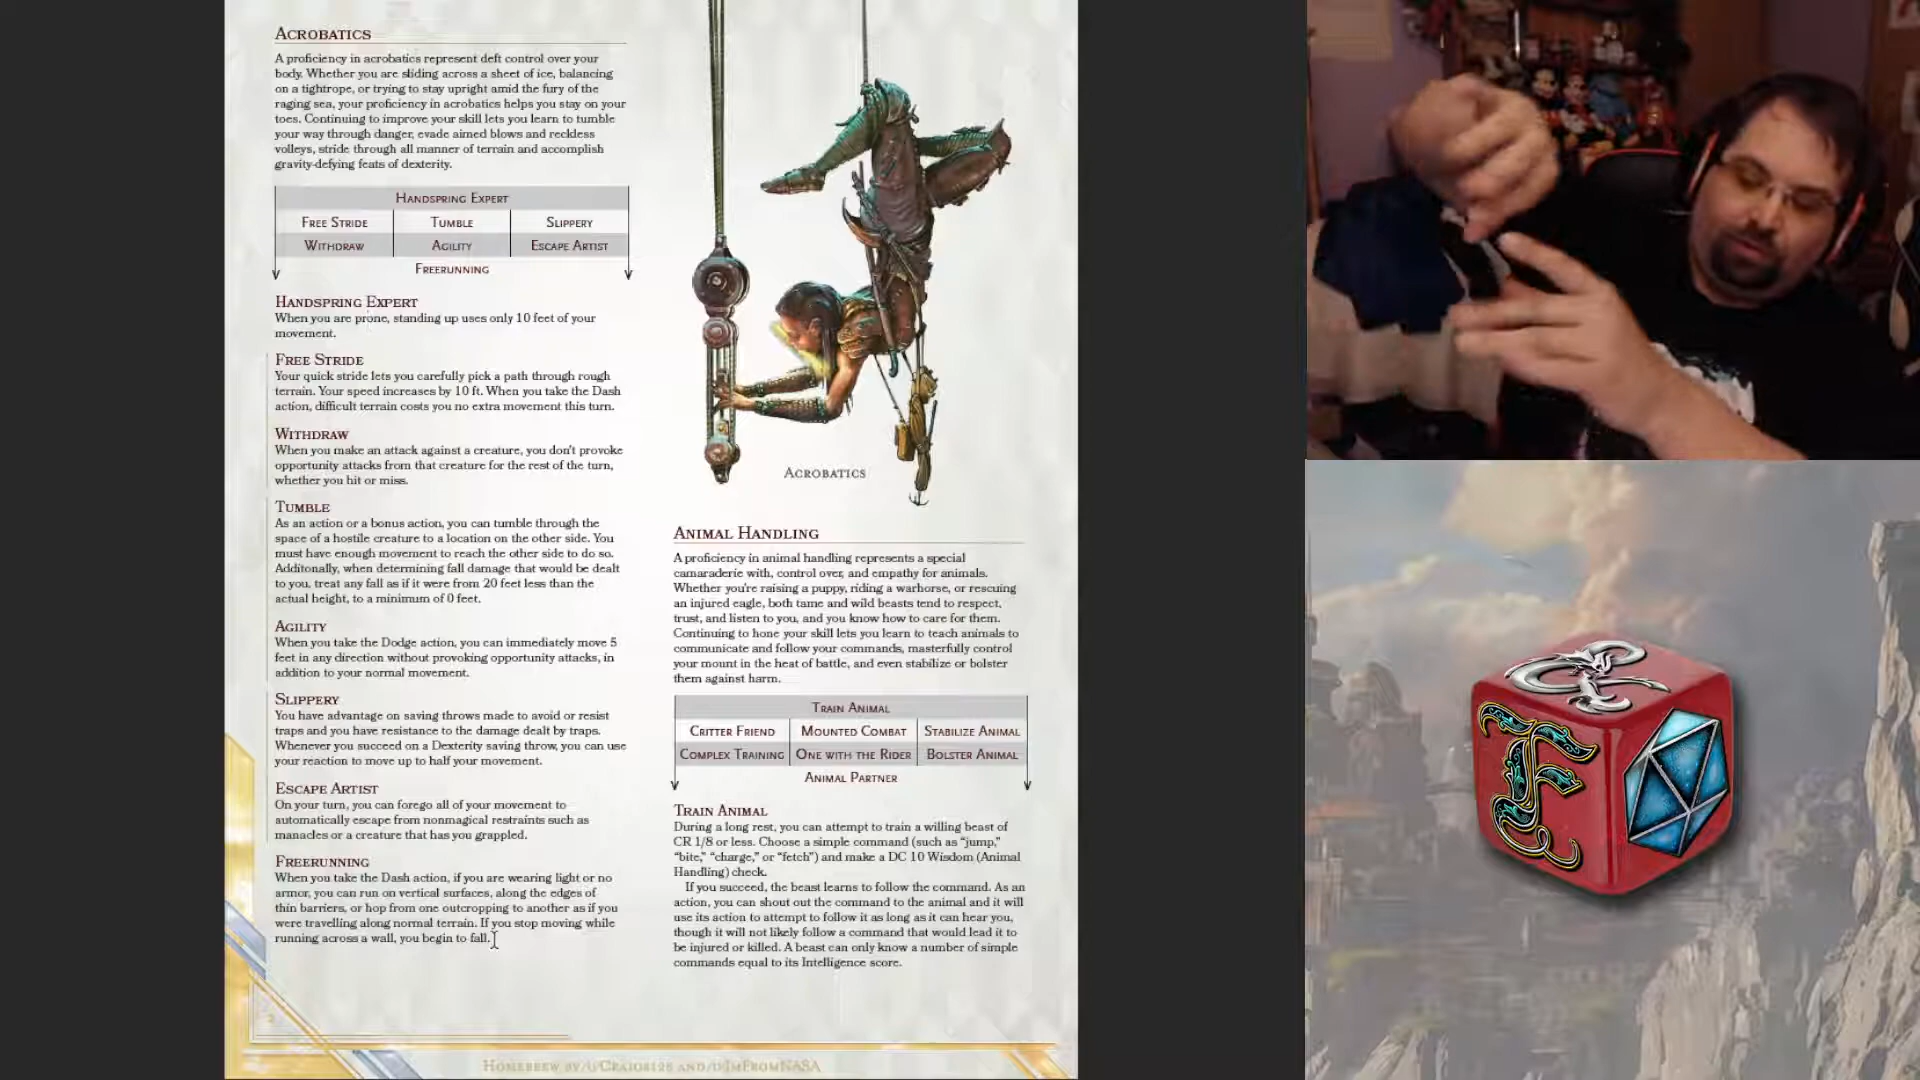 ACROBATICS
A proficiency in acrobatics represent deft control over your
body. Whether you are sliding across a sheet of ice, balancing
on a tightrope, or trying to stay upright amid the fury of the
raging sea, your proficiency in acrobatics helps you stay on your
toes. Continuing to improve your skill lets you learn to tumble
your way through danger, evade aimed blows and reckless
volleys, stride through all manner of terrain and accomplish
gravity-defying feats of dexterity.
HANDSPRING EXPERT
FREE STRIDE TUMBLE SLIPPERY
WITHDRAW AGILITY ESCAPE ARTIST
FREERUNNING
HANDSPRING EXPERT
When you are prone, standing up uses only 10 feet of your
movement.
FREE STRIDE
Your quick stride lets you carefully pick a path through rough
terrain. Your speed increases by 10 ft. When you take the Dash
action, difficult terrain costs you no extra movement this turn.
WITHDRAW
When you make an attack against a creature, you don't provoke
opportunity attacks from that creature for the rest of the turn,
whether you hit or miss.
TUMBLE
As an action or a bonus action, you can tumble through the
space of a hostile creature to a location on the other side. You
must have enough movement to reach the other side to do so.
Additonally, when determining fall damage that would be dealt
to you, treat any fall as if it were from 20 feet less than the
actual height, to a minimum of 0 feet.
AGILITY
When you take the Dodge action, you can immediately move 5
feet in any direction without provoking opportunity attacks, in
addition to your normal movement.
SLIPPERY
You have advantage on saving throws made to avoid or resist
traps and you have resistance to the damage dealt by traps.
Whenever you succeed on a Dexterity saving throw, you can use
your reaction to move up to half your movement.
ESCAPE ARTIST
On your turn, you can forego all of your movement to
automatically escape from nonmagical restraints such as
manacles or a creature that has you grappled.
FREERUNNING
When you take the Dash action, if you are wearing light or no
armor, you can run on vertical surfaces, along the edges of
thin barriers, or hop from one outcropping to another as if you
were travelling along normal terrain. If you stop moving while
running across a wall, you begin to fall.
ACROBATICS
ANIMAL HANDLING
A proficiency in animal handling represents a special
camaraderie with, control over, and empathy for animals.
Whether you're raising a puppy, riding a warhorse, or rescuing
an injured eagle, both tame and wild beasts tend to respect,
trust, and listen to you, and you know how to care for them.
Continuing to hone your skill lets you learn to teach animals to
communicate and follow your commands, masterfully control
your mount in the heat of battle, and even stabilize or bolster
them against harm.
TRAIN ANIMAL
CRITTER FRIEND MOUNTED COMBAT STABILIZE ANIMAL
COMPLEX TRAINING ONE WITH THE RIDER BOLSTER ANIMAL
ANIMAL PARTNER
TRAIN ANIMAL
During a long rest, you can attempt to train a willing beast of
CR 1/8 or less. Choose a simple command (such as “jump,”
“bite,” “charge,” or “fetch”) and make a DC 10 Wisdom (Animal
Handling) check.
If you succeed, the beast learns to follow the command. As an
action, you can shout out the command to the animal and it will
use its action to attempt to follow it as long as it can hear you,
though it will not likely follow a command that would lead it to
be injured or killed. A beast can only know a number of simple
commands equal to its Intelligence score.
2
HOMEBREW BY /U/CRAIOS125 AND /U/IMFROMNASA